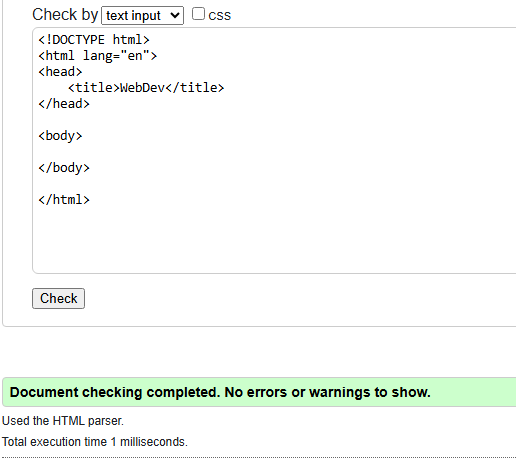 Check by text input css
<!DOCTYPE html>
<html lang="en">
<head>
    <title>WebDev</title>
</head>
<body>
</body>
</html>
Check
Document checking completed. No errors or warnings to show.
Used the HTML parser.
Total execution time 1 milliseconds.